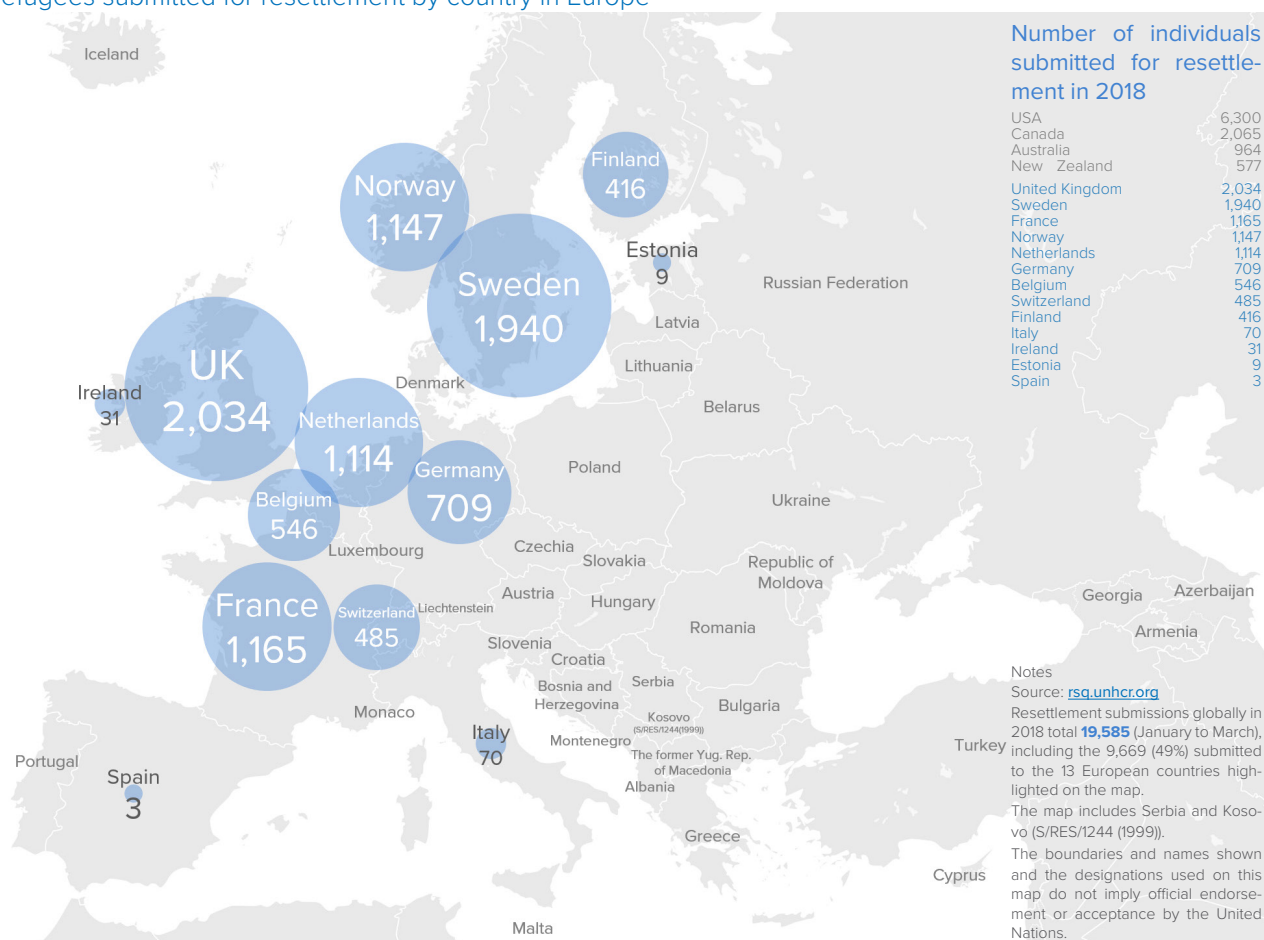 efugees submitted for resettlement by country in Europe
Iceland
Number of individuals
submitted for resettle-
ment in 2018
USA 6,300
Canada 2,065
Australia 964
New Zealand 577
United Kingdom 2,034
Sweden 1,940
France 1,165
Norway 1,147
Netherlands 1,114
Germany 709
Belgium 546
Switzerland 485
Finland 416
Italy 70
Ireland 31
Estonia 9
Spain 3
Finland
416
Norway
1,147
Estonia
9
Sweden
1,940
Russian Federation
Latvia
Lithuania
UK
2,034
Denmark
Ireland
31
Belarus
Netherlands
1,114
Germany
709
Poland
Belgium
546
Ukraine
Luxembourg
Czechia
Slovakia
Republic of
Moldova
France
1,165
Switzerland
485
Liechtenstein
Austria
Hungary
Georgia
Azerbaijan
Armenia
Romania
Slovenia
Croatia
Bosnia and
Herzegovina
Serbia
Monaco
Kosovo
(S/RES/1244(1999))
Bulgaria
Italy
70
Montenegro
The former Yug. Rep.
of Macedonia
Albania
Turkey
Portugal
Spain
3
Greece
Cyprus
Malta
Notes
Source: rsq.unhcr.org
Resettlement submissions globally in
2018 total 19,585 (January to March),
including the 9,669 (49%) submitted
to the 13 European countries high-
lighted on the map.
The map includes Serbia and Koso-
vo (S/RES/1244 (1999)).
The boundaries and names shown
and the designations used on this
map do not imply official endorse-
ment or acceptance by the United
Nations.